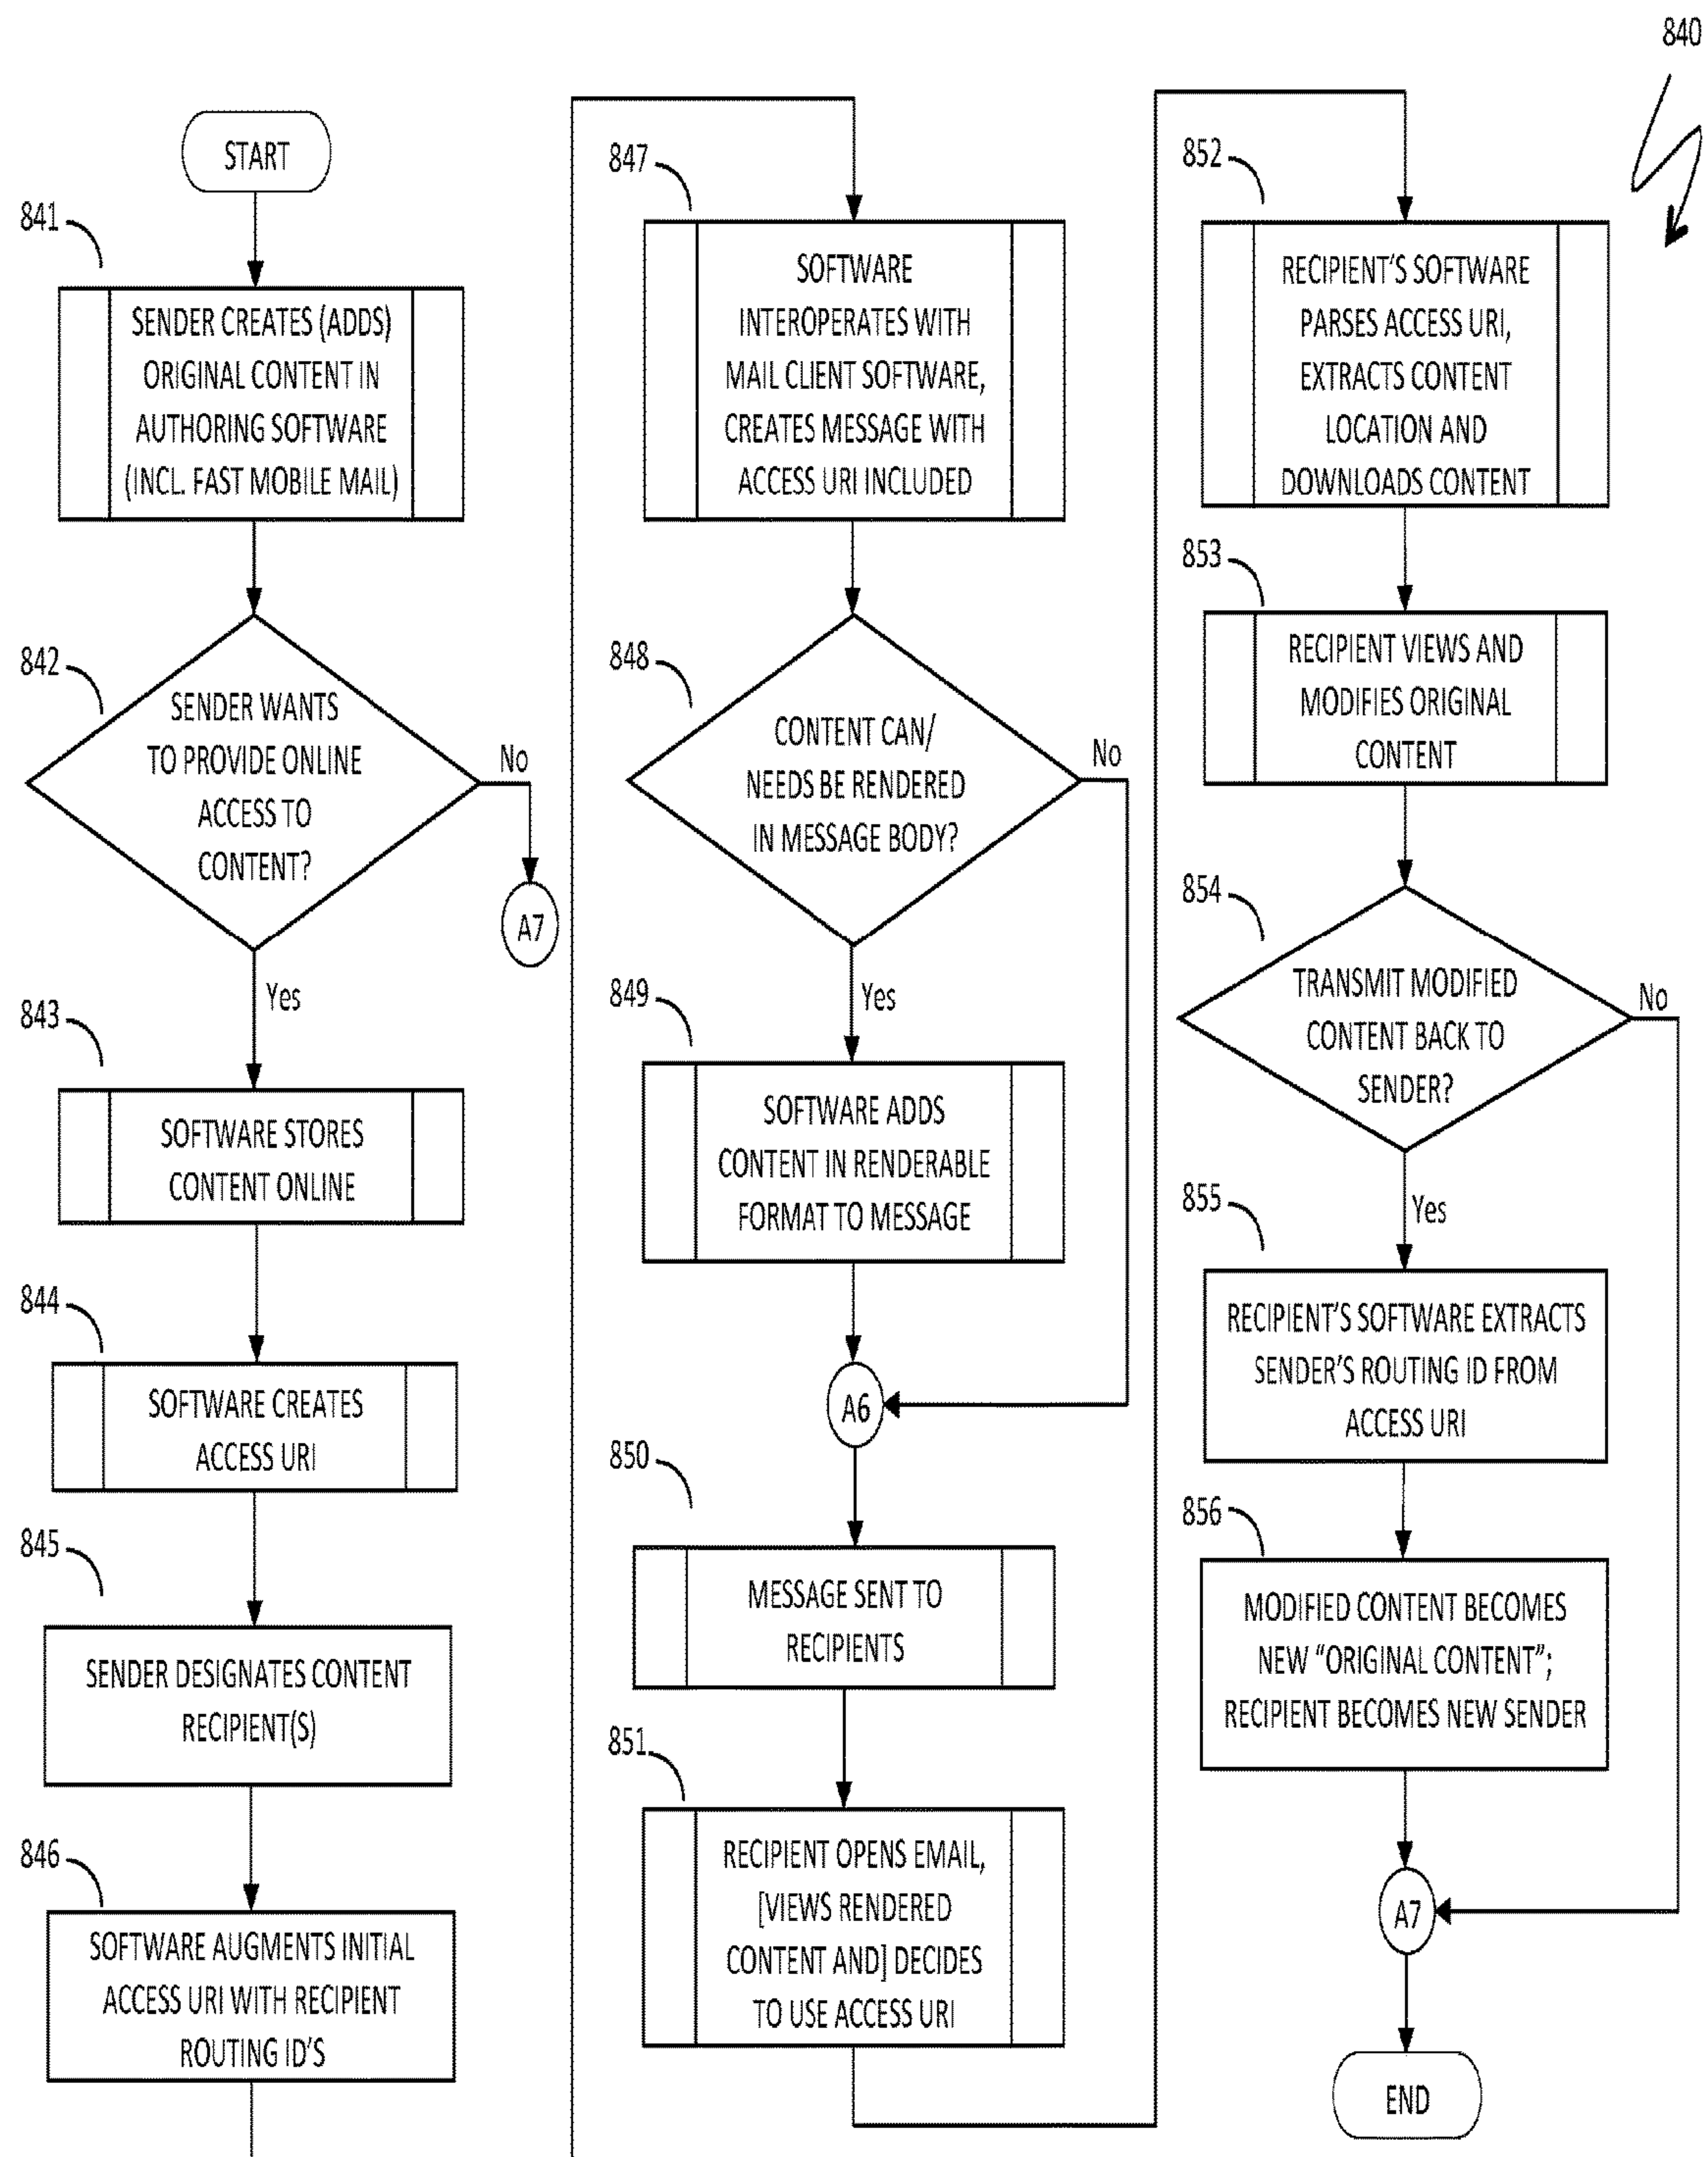 840
START
841
SENDER CREATES (ADDS)
ORIGINAL CONTENT IN
AUTHORING SOFTWARE
(INCL. FAST MOBILE MAIL)
842
SENDER WANTS
TO PROVIDE ONLINE
ACCESS TO
CONTENT?
No
A7
Yes
843
SOFTWARE STORES
CONTENT ONLINE
844
SOFTWARE CREATES
ACCESS URI
845
SENDER DESIGNATES CONTENT
RECIPIENT(S)
846
SOFTWARE AUGMENTS INITIAL
ACCESS URI WITH RECIPIENT
ROUTING ID'S
847
SOFTWARE
INTEROPERATES WITH
MAIL CLIENT SOFTWARE,
CREATES MESSAGE WITH
ACCESS URI INCLUDED
848
CONTENT CAN/
NEEDS BE RENDERED
IN MESSAGE BODY?
No
Yes
849
SOFTWARE ADDS
CONTENT IN RENDERABLE
FORMAT TO MESSAGE
A6
850
MESSAGE SENT TO
RECIPIENTS
851
RECIPIENT OPENS EMAIL,
[VIEWS RENDERED
CONTENT AND] DECIDES
TO USE ACCESS URI
852
RECIPIENT'S SOFTWARE
PARSES ACCESS URI,
EXTRACTS CONTENT
LOCATION AND
DOWNLOADS CONTENT
853
RECIPIENT VIEWS AND
MODIFIES ORIGINAL
CONTENT
854
TRANSMIT MODIFIED
CONTENT BACK TO
SENDER?
No
Yes
855
RECIPIENT'S SOFTWARE EXTRACTS
SENDER'S ROUTING ID FROM
ACCESS URI
856
MODIFIED CONTENT BECOMES
NEW "ORIGINAL CONTENT";
RECIPIENT BECOMES NEW SENDER
A7
END